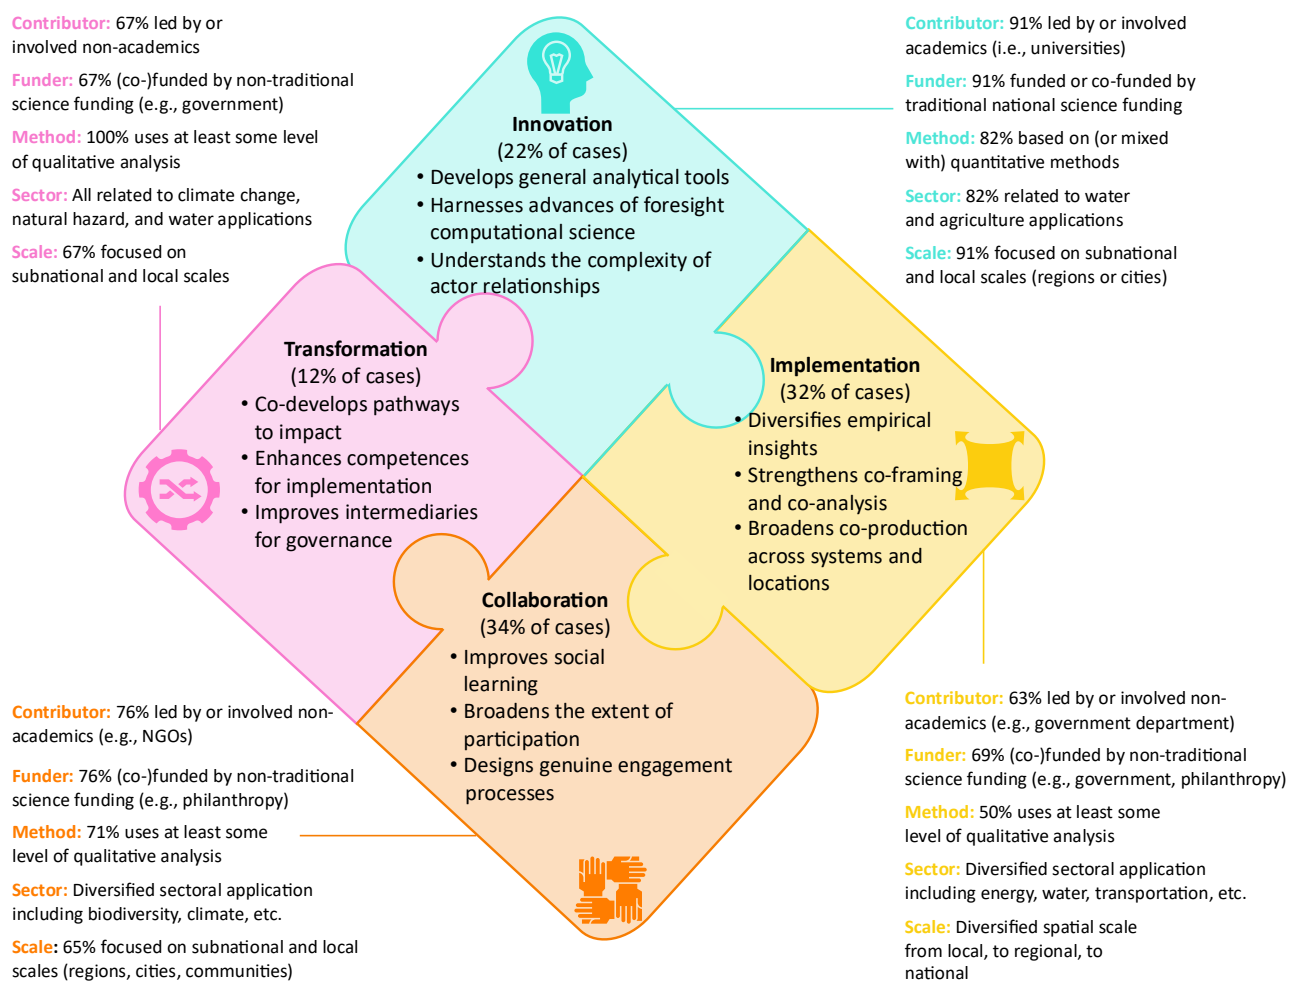 Contributor: 67% led by or
involved non-academics
Funder: 67% (co-)funded by non-traditional
science funding (e.g., government)
Method: 100% uses at least some level
of qualitative analysis
Sector: All related to climate change,
natural hazard, and water applications
Scale: 67% focused on
subnational and local scales
Contributor: 91% led by or involved
academics (i.e., universities)
Funder: 91% funded or co-funded by
traditional national science funding
Method: 82% based on (or mixed
with) quantitative methods
Sector: 82% related to water
and agriculture applications
Scale: 91% focused on subnational
and local scales (regions or cities)
Innovation
(22% of cases)
• Develops general analytical tools
• Harnesses advances of foresight
computational science
• Understands the complexity of
actor relationships
Transformation
(12% of cases)
• Co-develops pathways
to impact
• Enhances competences
for implementation
• Improves intermediaries
for governance
Implementation
(32% of cases)
• Diversifies empirical
insights
• Strengthens co-framing
and co-analysis
• Broadens co-production
across systems and
locations
Collaboration
(34% of cases)
• Improves social
learning
• Broadens the extent of
participation
• Designs genuine engagement
processes
Contributor: 76% led by or involved non-
academics (e.g., NGOs)
Funder: 76% (co-)funded by non-traditional
science funding (e.g., philanthropy)
Method: 71% uses at least some
level of qualitative analysis
Sector: Diversified sectoral application
including biodiversity, climate, etc.
Scale: 65% focused on subnational and local
scales (regions, cities, communities)
Contributor: 63% led by or involved non-
academics (e.g., government department)
Funder: 69% (co-)funded by non-traditional
science funding (e.g., government, philanthropy)
Method: 50% uses at least some
level of qualitative analysis
Sector: Diversified sectoral application
including energy, water, transportation, etc.
Scale: Diversified spatial scale
from local, to regional, to
national